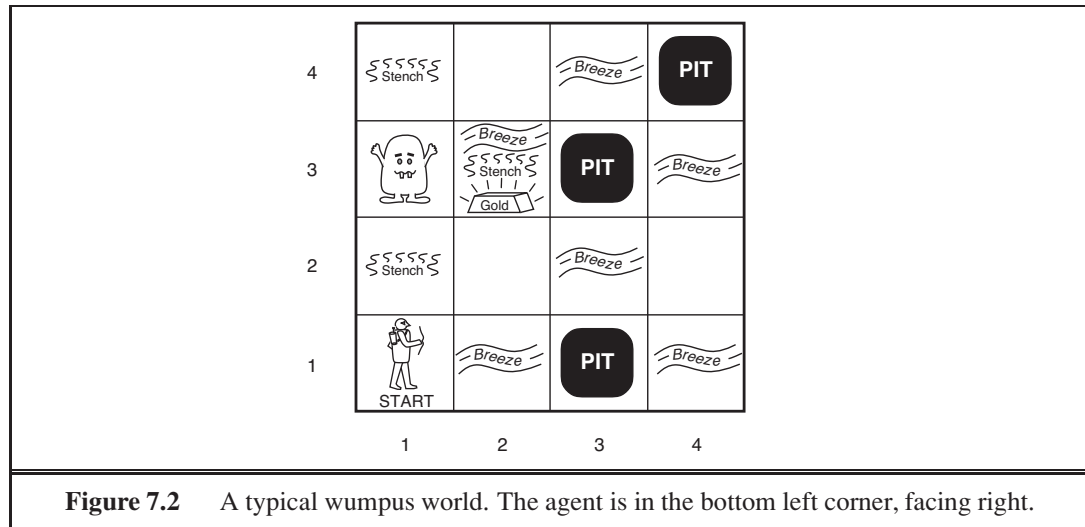 4 Stench Breeze PIT
Breeze
3 Stench PIT Breeze
Gold
2 Stench Breeze
1 Breeze PIT Breeze
START
1 2 3 4
Figure 7.2 A typical wumpus world. The agent is in the bottom left corner, facing right.